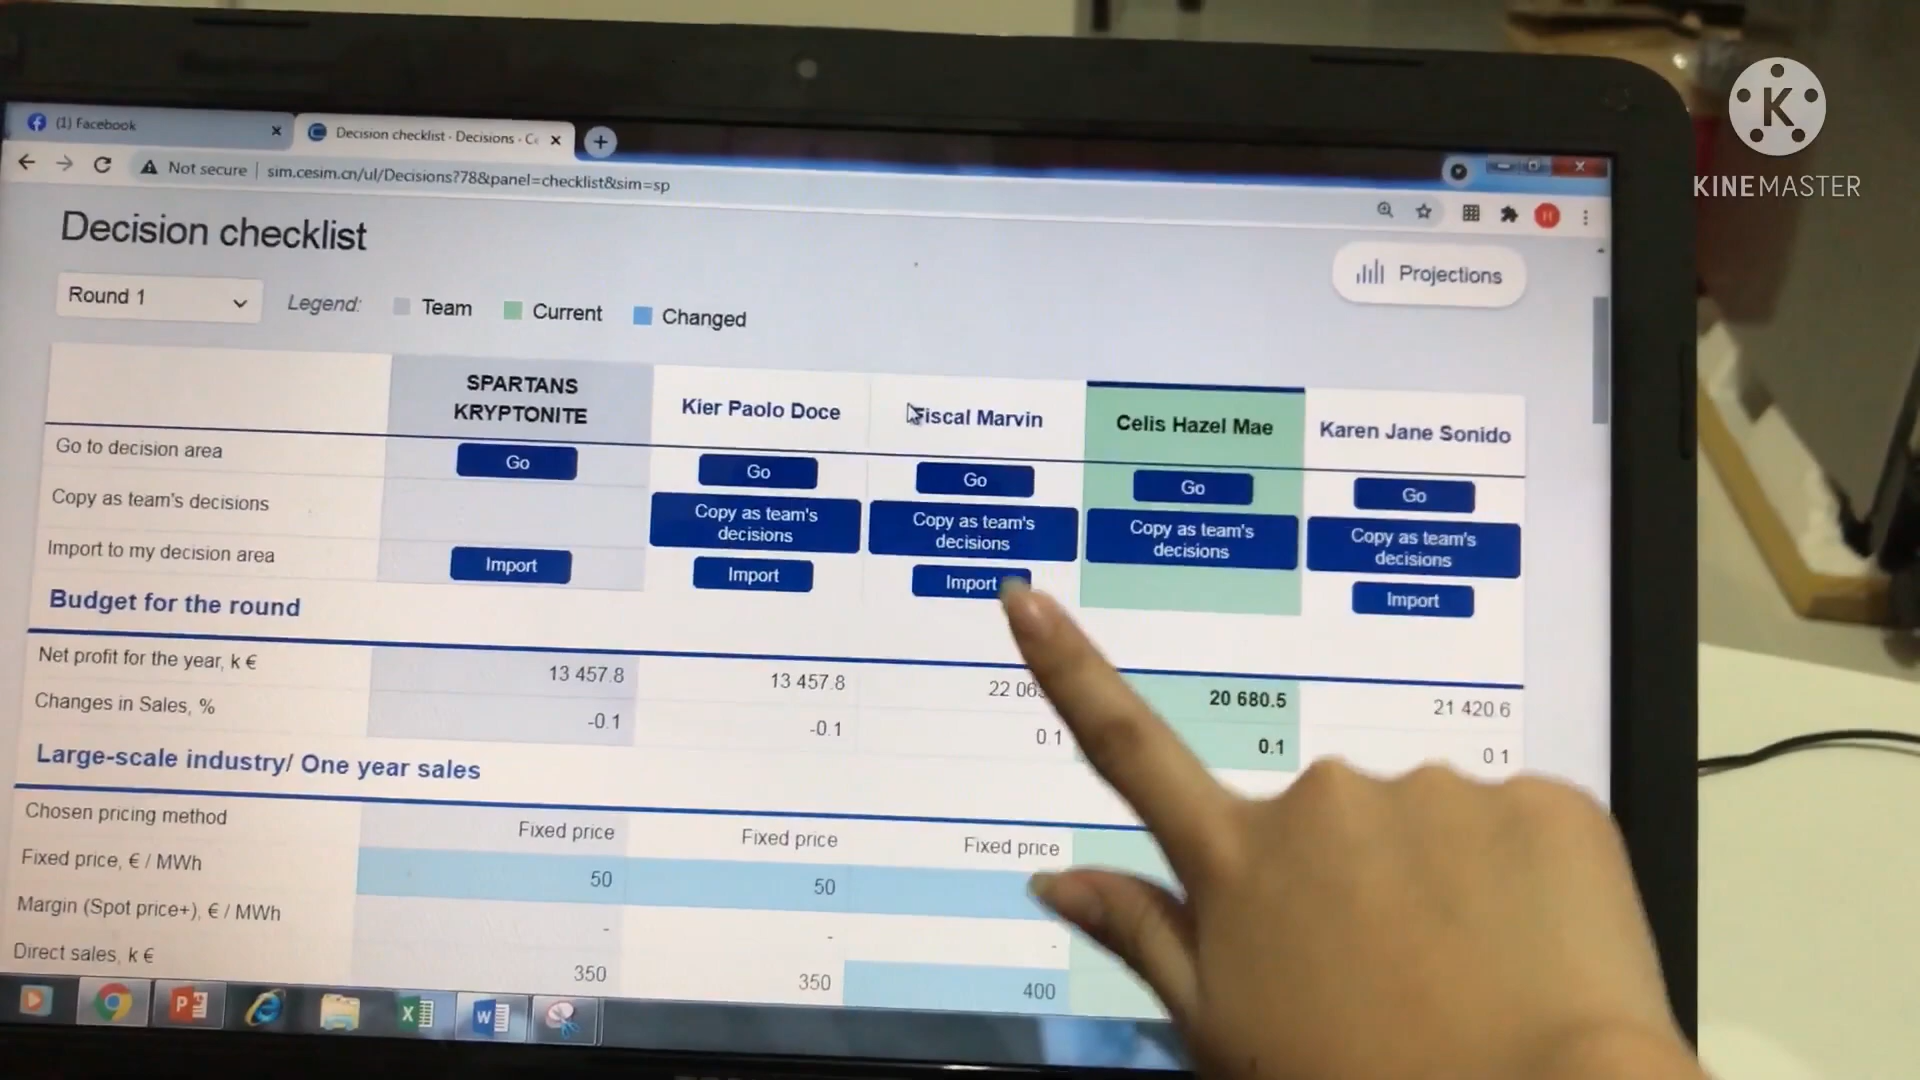 K
KINEMASTER
(1) Facebook
Decision checklist - Decisions - Ce
Not secure | sim.cesim.cn/ul/Decisions?78&panel=checklist&sim=sp
H
Decision checklist
Projections
Round 1
Legend: Team Current Changed
SPARTANS
KRYPTONITE
Kier Paolo Doce
Fiscal Marvin
Celis Hazel Mae
Karen Jane Sonido
Go to decision area
Go Go Go Go Go
Copy as team's decisions
Copy as team's
decisions
Copy as team's
decisions
Copy as team's
decisions
Copy as team's
decisions
Import to my decision area
Import Import Import Import
Budget for the round
Net profit for the year, k € 13 457.8 13 457.8 22 06 20 680.5 21 420.6
Changes in Sales, % -0.1 -0.1 0.1 0.1 0 1
Large-scale industry/ One year sales
Chosen pricing method Fixed price Fixed price Fixed price
Fixed price, € / MWh 50 50
Margin (Spot price+), € / MWh - - -
Direct sales, k € 350 350 400